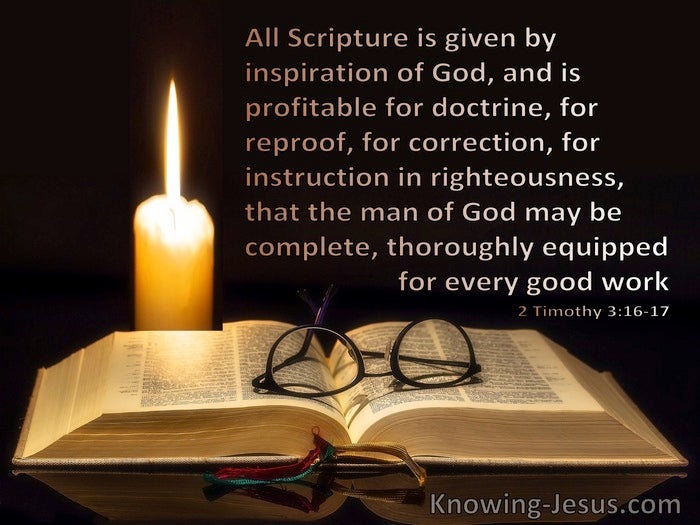 All Scripture is given by
inspiration of God, and is
profitable for doctrine, for
reproof, for correction, for
instruction in righteousness,
that the man of God may be
complete, thoroughly equipped
for every good work
2 Timothy 3:16-17
Knowing-Jesus.com